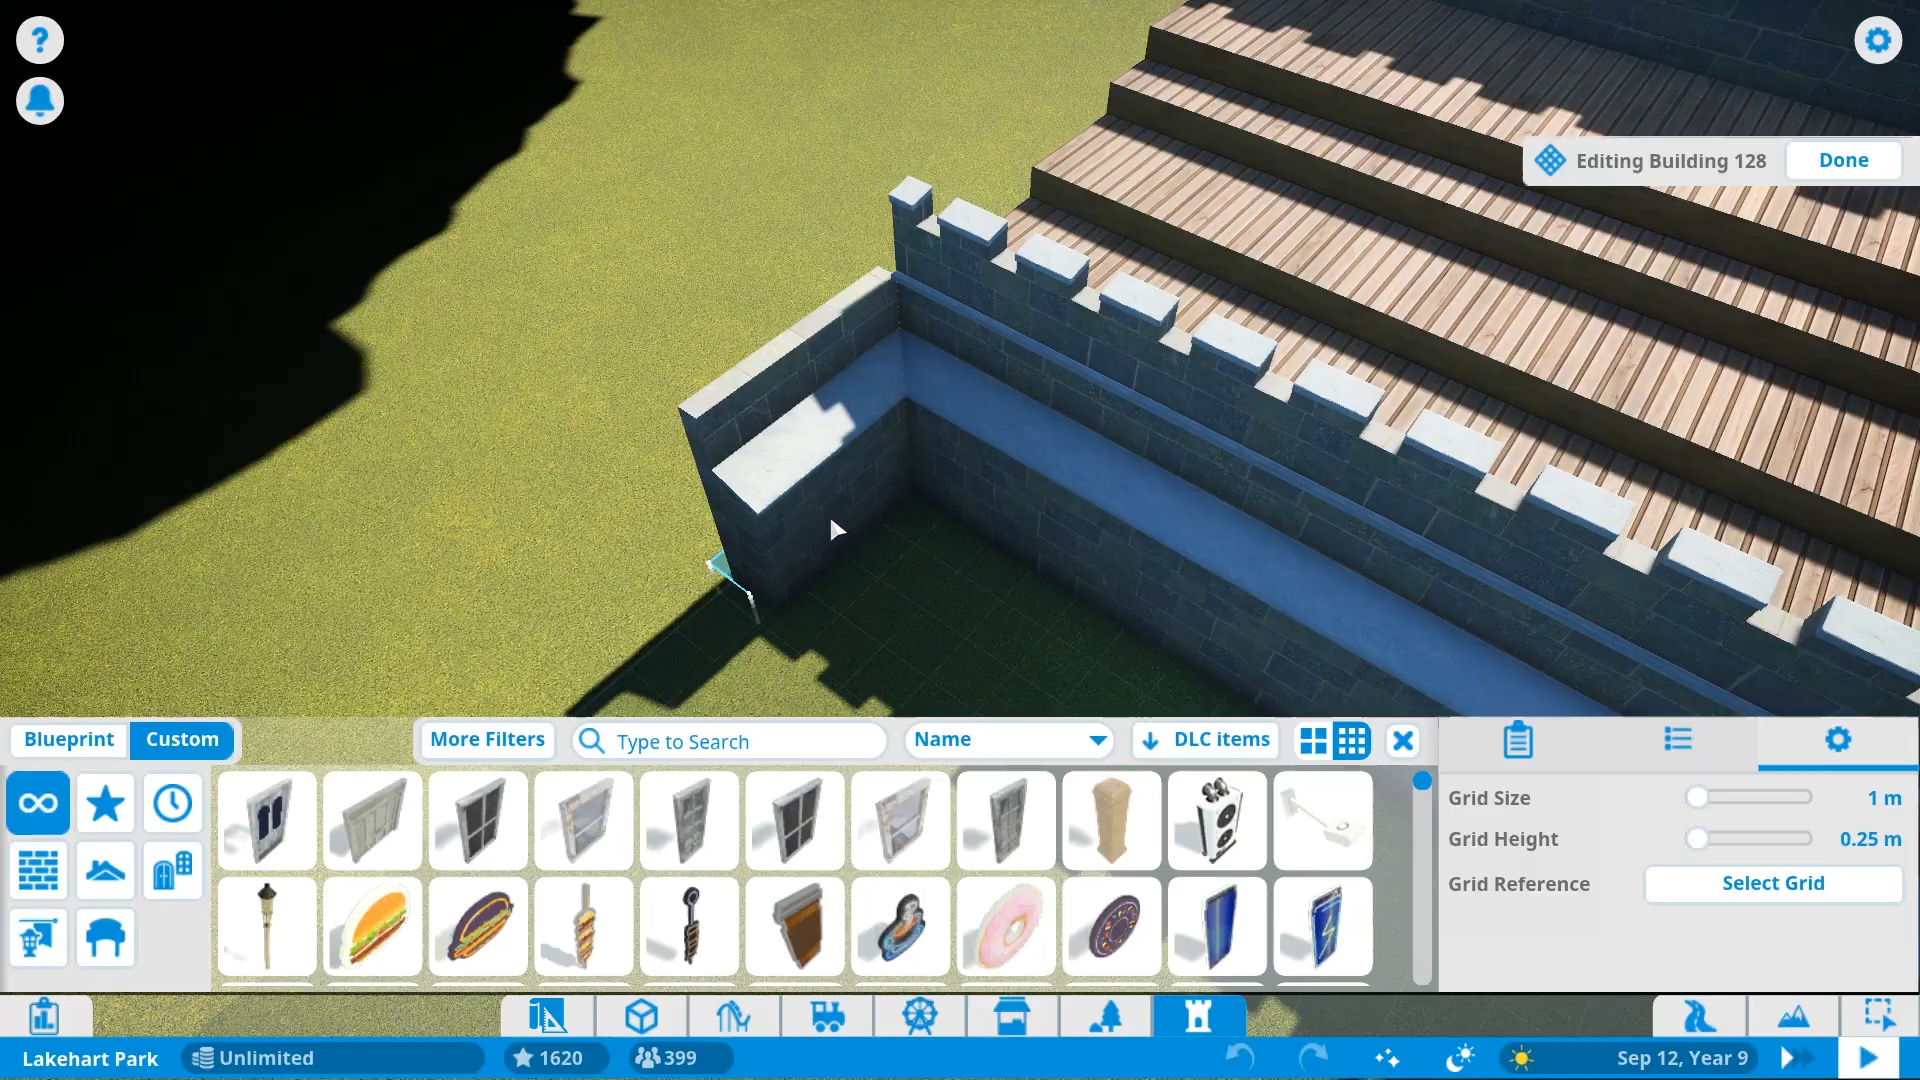 ?
Editing Building 128
Done
Blueprint
Custom
More Filters
Type to Search
Name
DLC items
Grid Size
1 m
Grid Height
0.25 m
Grid Reference
Select Grid
Lakehart Park
Unlimited
1620
399
Sep 12, Year 9